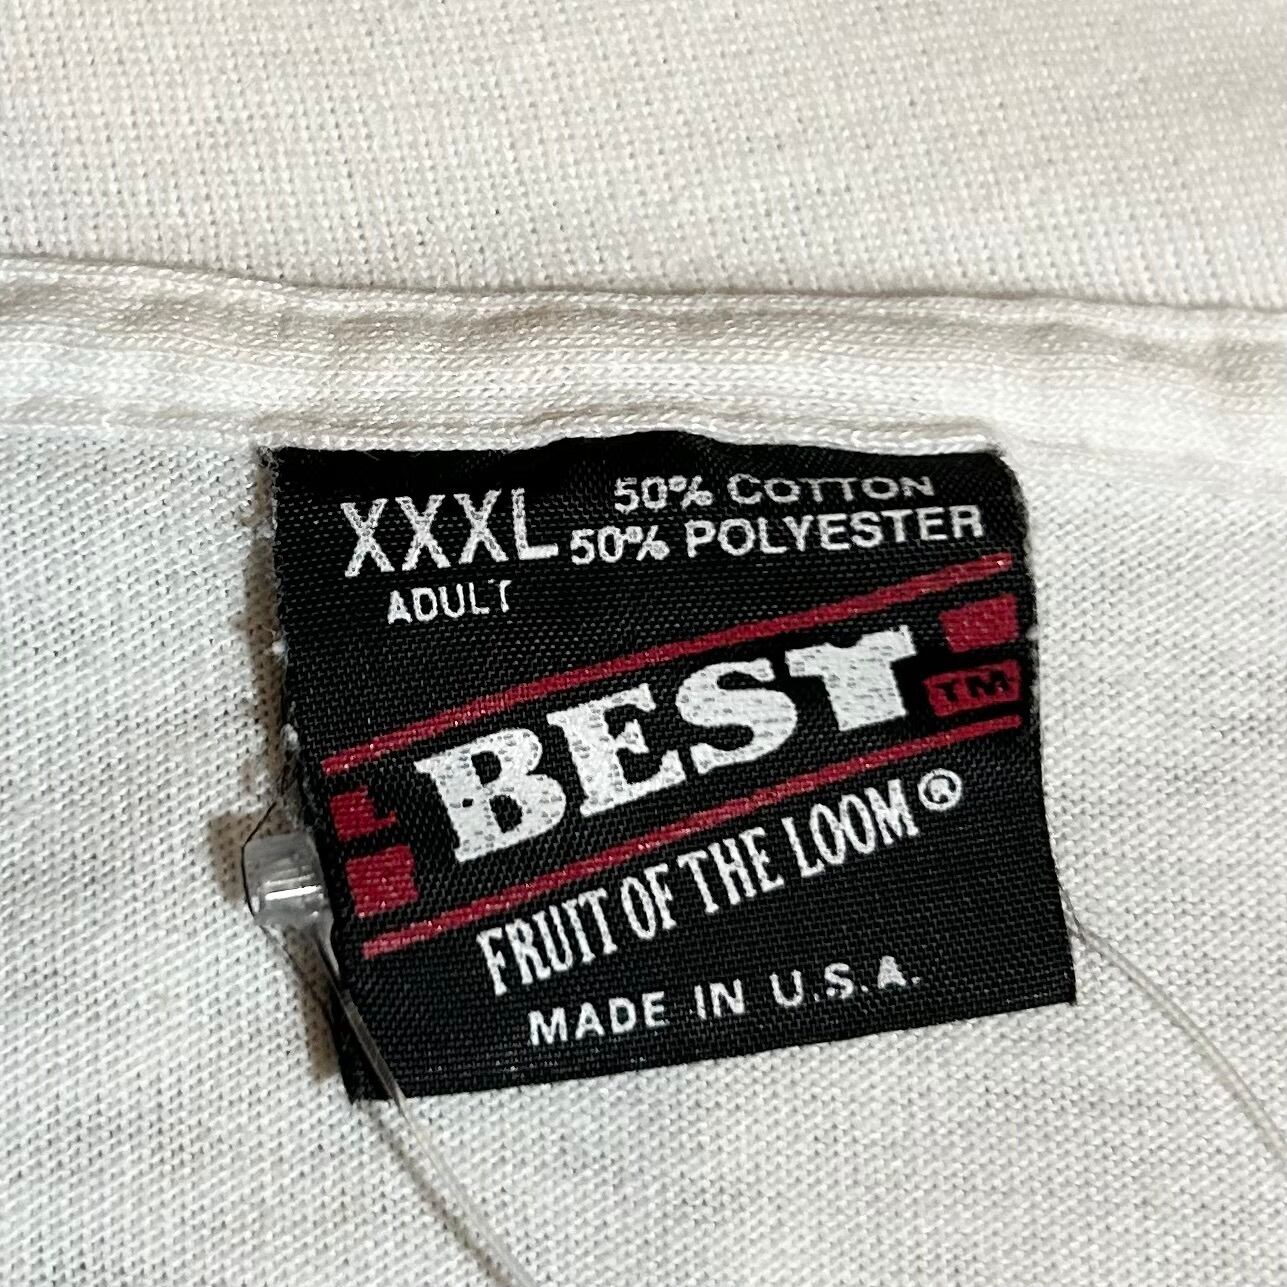 XXXL
ADULT
50% COTTON
50% POLYESTER
BEST
TM
FRUIT OF THE LOOM®
MADE IN U.S.A.